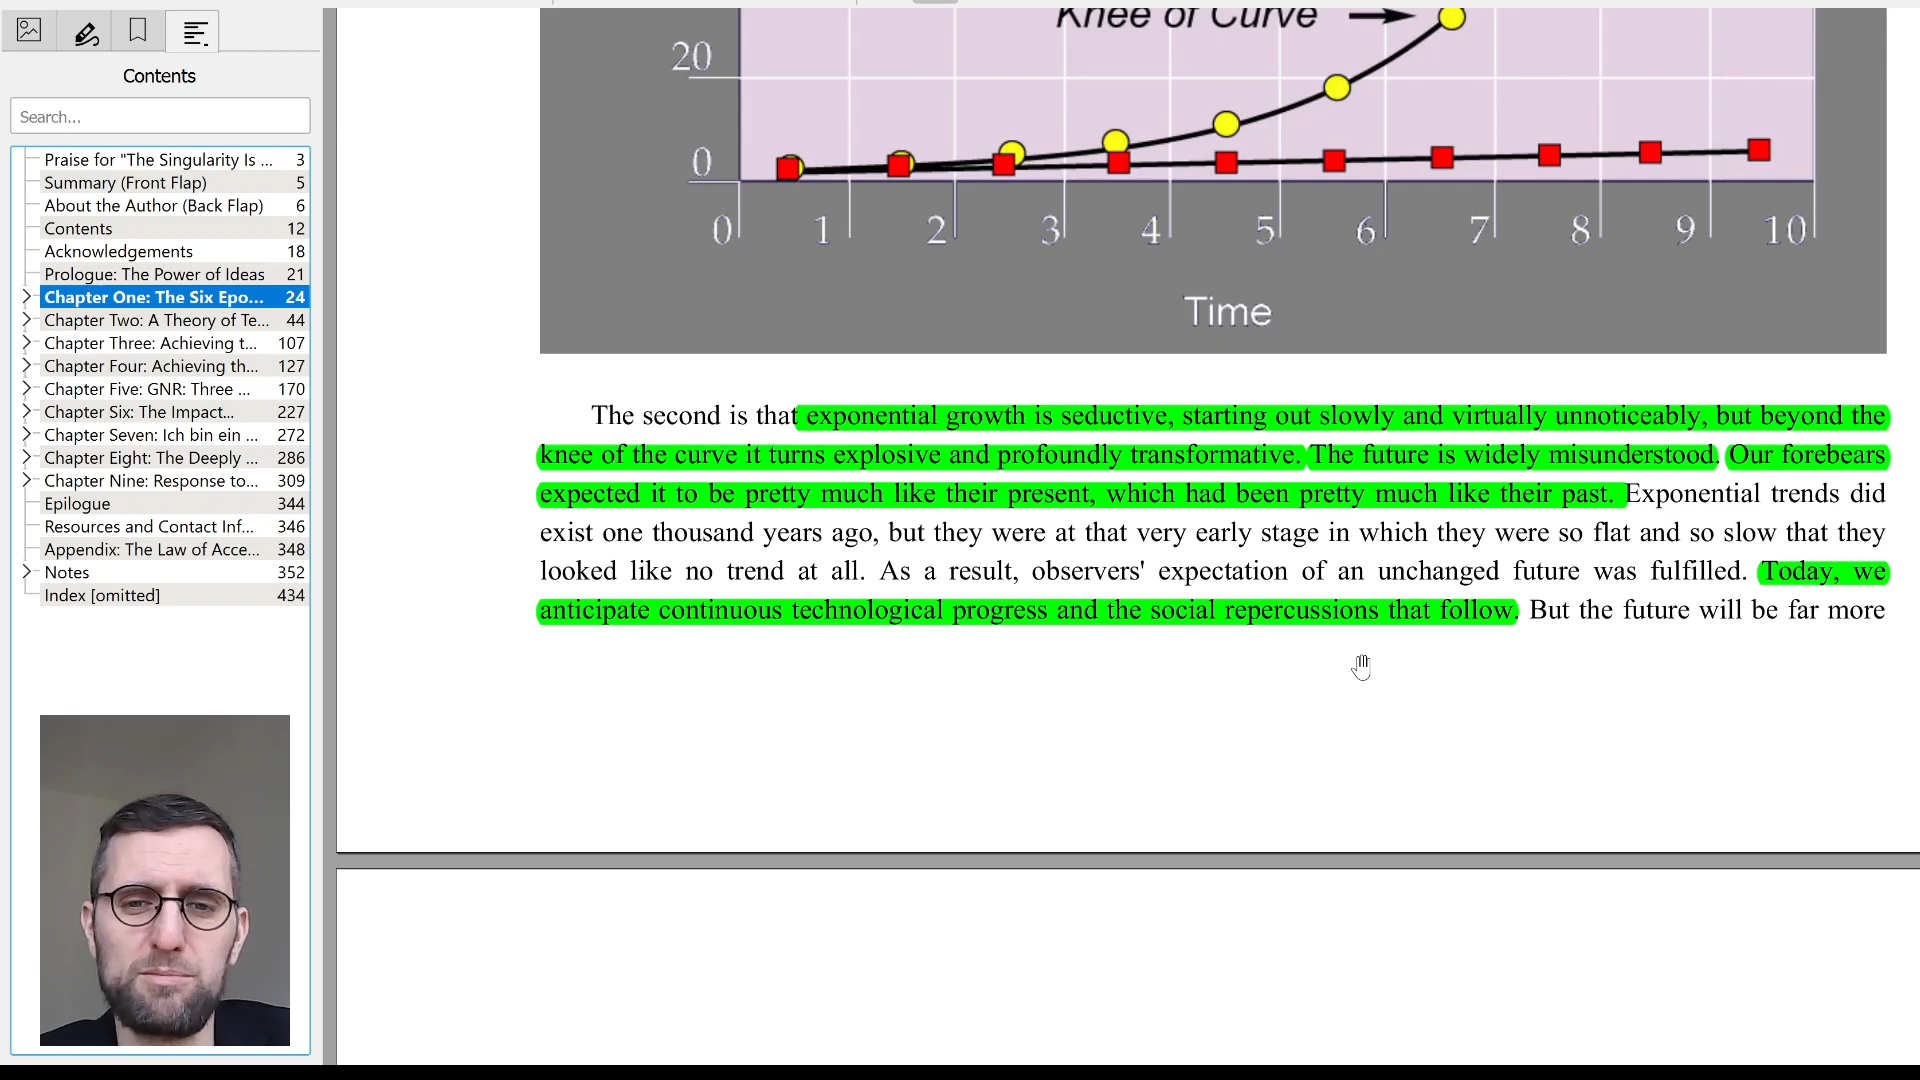 Contents
Search...
Praise for "The Singularity Is ... 3
Summary (Front Flap) 5
About the Author (Back Flap) 6
Contents 12
Acknowledgements 18
Prologue: The Power of Ideas 21
Chapter One: The Six Epo... 24
Chapter Two: A Theory of Te... 44
Chapter Three: Achieving t... 107
Chapter Four: Achieving th... 127
Chapter Five: GNR: Three ... 170
Chapter Six: The Impact... 227
Chapter Seven: Ich bin ein ... 272
Chapter Eight: The Deeply ... 286
Chapter Nine: Response to... 309
Epilogue 344
Resources and Contact Inf... 346
Appendix: The Law of Acce... 348
Notes 352
Index [omitted] 434
Knee of Curve
20
0
0 1 2 3 4 5 6 7 8 9 10
Time
The second is that exponential growth is seductive, starting out slowly and virtually unnoticeably, but beyond the
knee of the curve it turns explosive and profoundly transformative. The future is widely misunderstood. Our forebears
expected it to be pretty much like their present, which had been pretty much like their past. Exponential trends did
exist one thousand years ago, but they were at that very early stage in which they were so flat and so slow that they
looked like no trend at all. As a result, observers' expectation of an unchanged future was fulfilled. Today, we
anticipate continuous technological progress and the social repercussions that follow. But the future will be far more